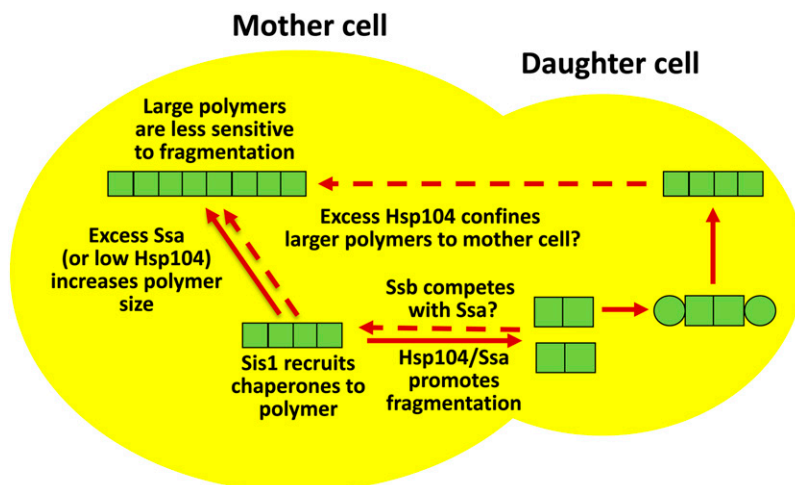 Mother cell
Daughter cell
Large polymers
are less sensitive
to fragmentation
Excess Hsp104 confines
larger polymers to mother cell?
Excess Ssa
(or low Hsp104)
increases polymer
size
Ssb competes
with Ssa?
Sis1 recruits
chaperones to
polymer
Hsp104/Ssa
promotes
fragmentation